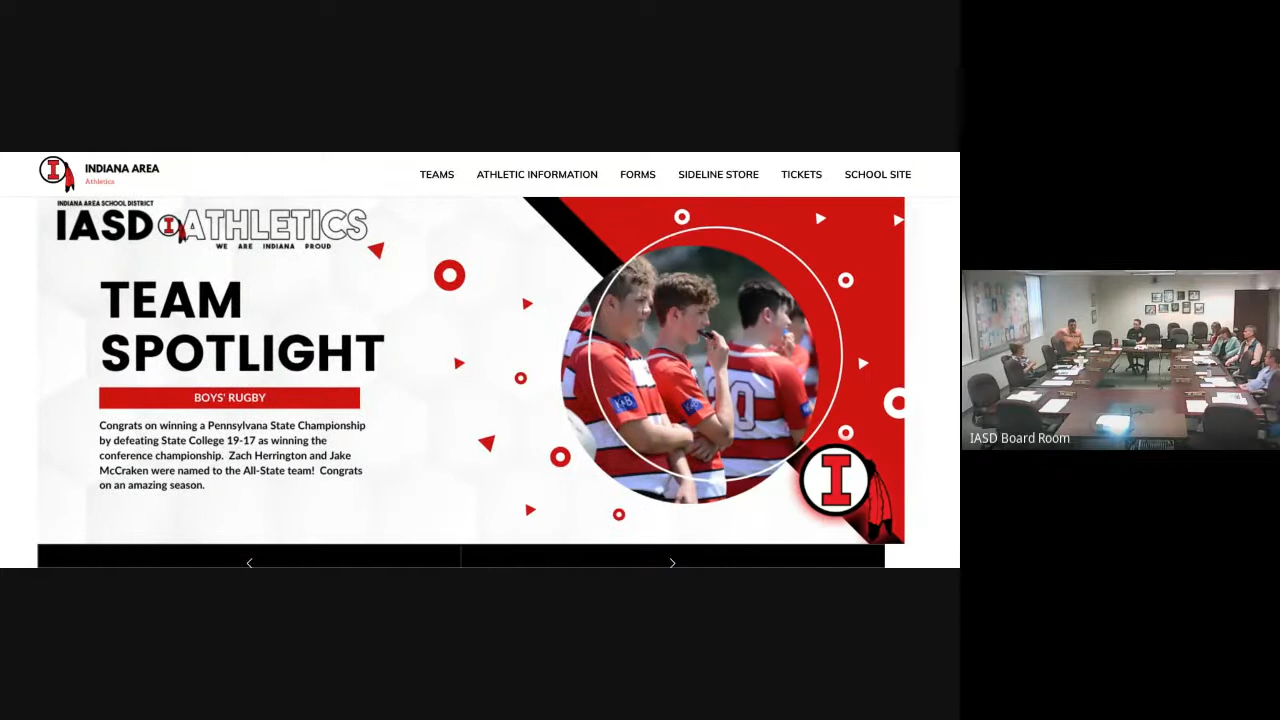 INDIANA AREA
Athletics
TEAMS ATHLETIC INFORMATION FORMS SIDELINE STORE TICKETS SCHOOL SITE
INDIANA AREA SCHOOL DISTRICT
IASD I ATHLETICS
WE ARE INDIANA PROUD
TEAM
SPOTLIGHT
BOYS' RUGBY
Congrats on winning a Pennsylvana State Championship
by defeating State College 19-17 as winning the
conference championship. Zach Herrington and Jake
McCraken were named to the All-State team! Congrats
on an amazing season.
I
IASD Board Room